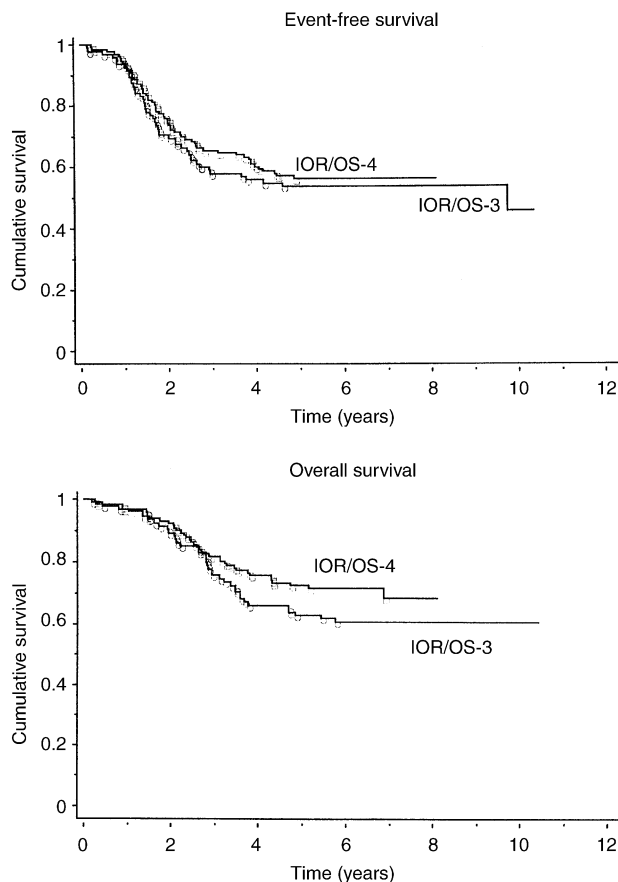 Event-free survival
1
0.8
0.6
0.4
0.2
0
Cumulative survival
IOR/OS-4
IOR/OS-3
0 2 4 6 8 10 12
Time (years)
Overall survival
1
0.8
0.6
0.4
0.2
0
Cumulative survival
IOR/OS-4
IOR/OS-3
0 2 4 6 8 10 12
Time (years)